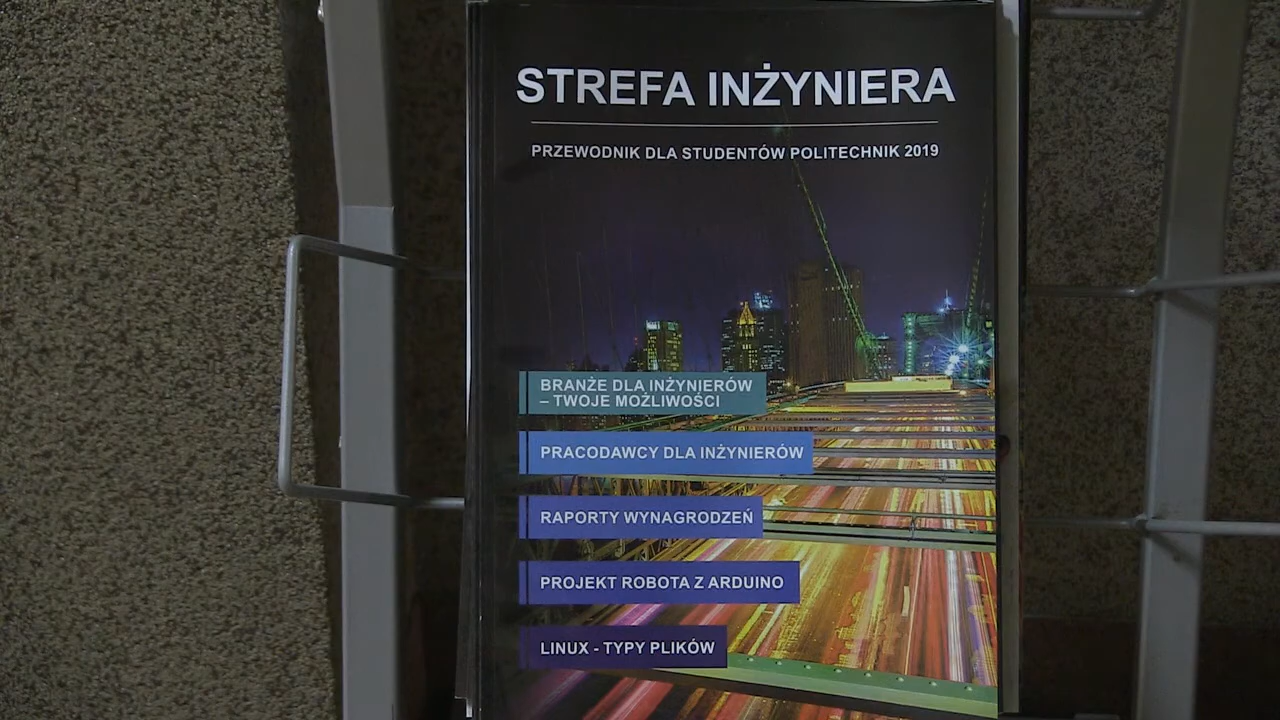 STREFA INŻYNIERA
PRZEWODNIK DLA STUDENTÓW POLITECHNIK 2019
BRANŻE DLA INŻYNIERÓW
– TWOJE MOŻLIWOŚCI
PRACODAWCY DLA INŻYNIERÓW
RAPORTY WYNAGRODZEŃ
PROJEKT ROBOTA Z ARDUINO
LINUX - TYPY PLIKÓW